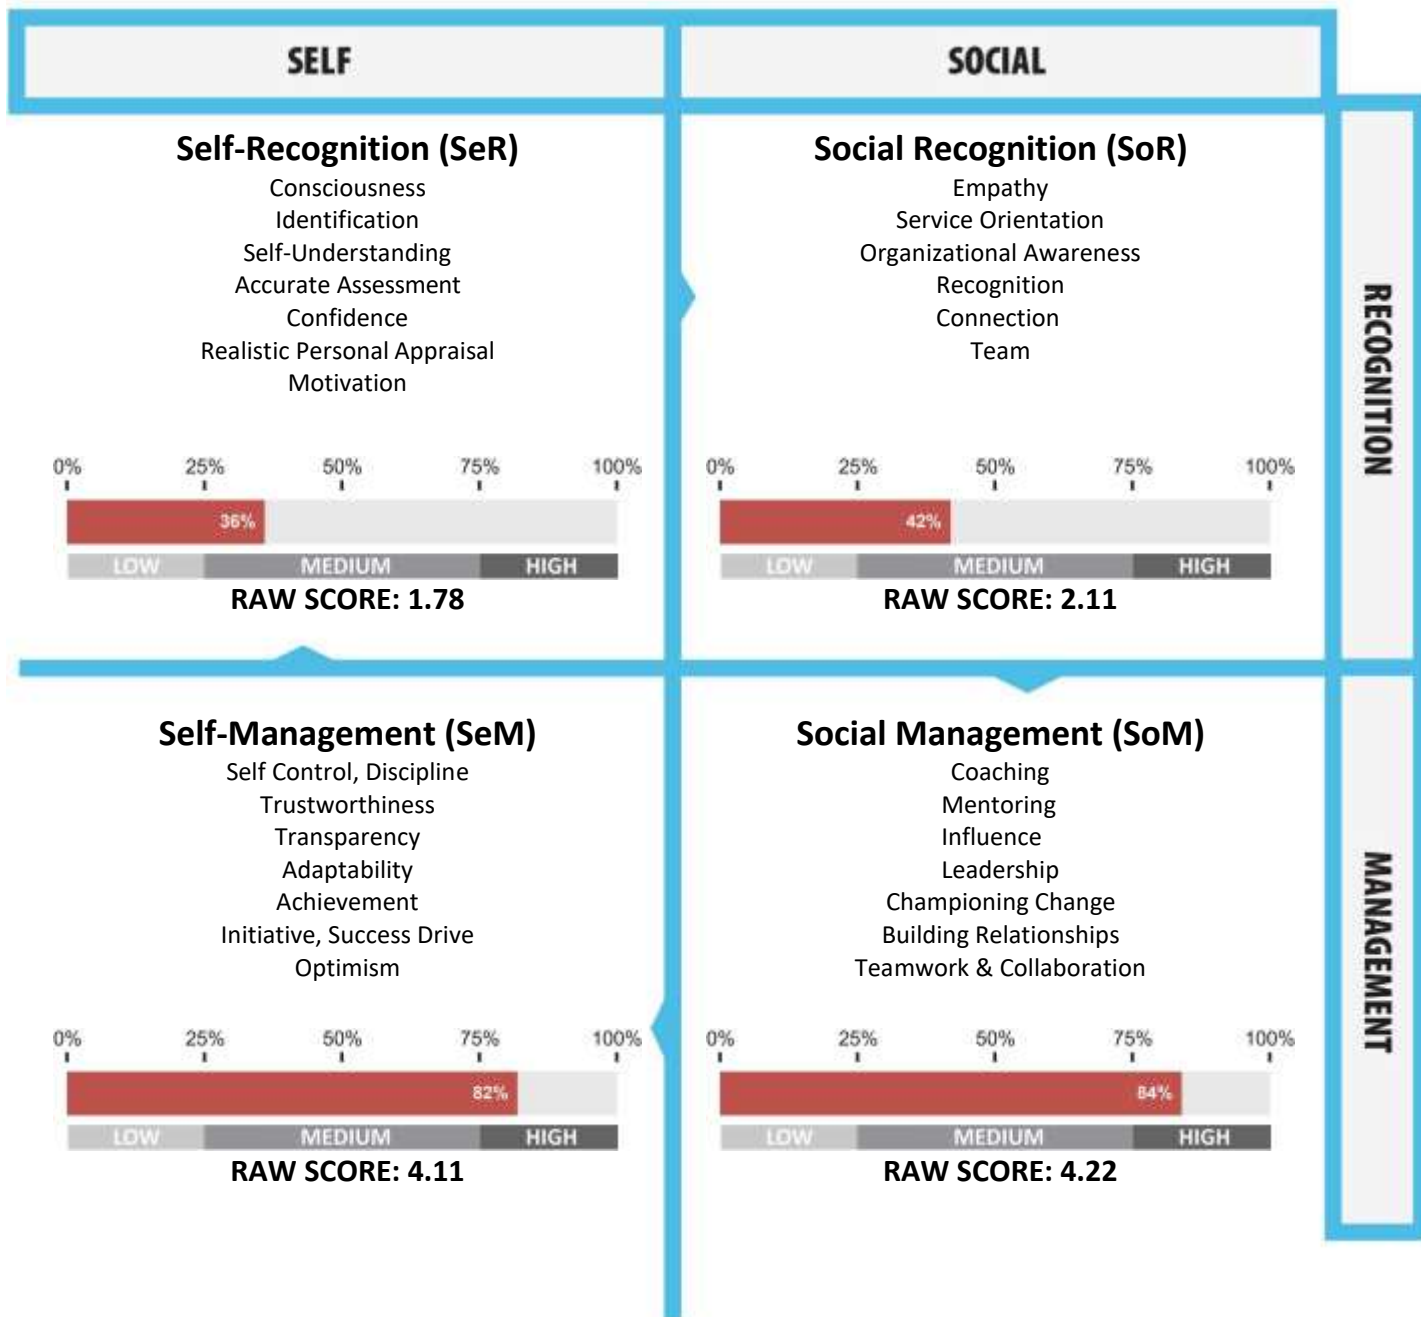 SELF
SOCIAL
Self-Recognition (SeR)
Consciousness
Identification
Self-Understanding
Accurate Assessment
Confidence
Realistic Personal Appraisal
Motivation
0% 25% 50% 75% 100%
36%
LOW MEDIUM HIGH
RAW SCORE: 1.78
Social Recognition (SoR)
Empathy
Service Orientation
Organizational Awareness
Recognition
Connection
Team
0% 25% 50% 75% 100%
42%
LOW MEDIUM HIGH
RAW SCORE: 2.11
RECOGNITION
Self-Management (SeM)
Self Control, Discipline
Trustworthiness
Transparency
Adaptability
Achievement
Initiative, Success Drive
Optimism
0% 25% 50% 75% 100%
82%
LOW MEDIUM HIGH
RAW SCORE: 4.11
Social Management (SoM)
Coaching
Mentoring
Influence
Leadership
Championing Change
Building Relationships
Teamwork & Collaboration
0% 25% 50% 75% 100%
84%
LOW MEDIUM HIGH
RAW SCORE: 4.22
MANAGEMENT